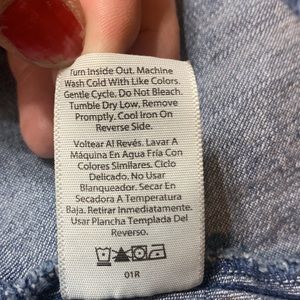 Turn Inside Out. Machine
Wash Cold With Like Colors.
Gentle Cycle. Do Not Bleach.
Tumble Dry Low, Remove
Promptly. Cool Iron On
Reverse Side.
Voltear Al Revés. Lavar A
Máquina En Agua Fría Con
Colores Similares. Ciclo
Delicado. No Usar
Blanqueador. Secar En
Secadora A Temperatura
Baja. Retirar Inmediatamente.
Usar Plancha Templada Del
Reverso.
01R